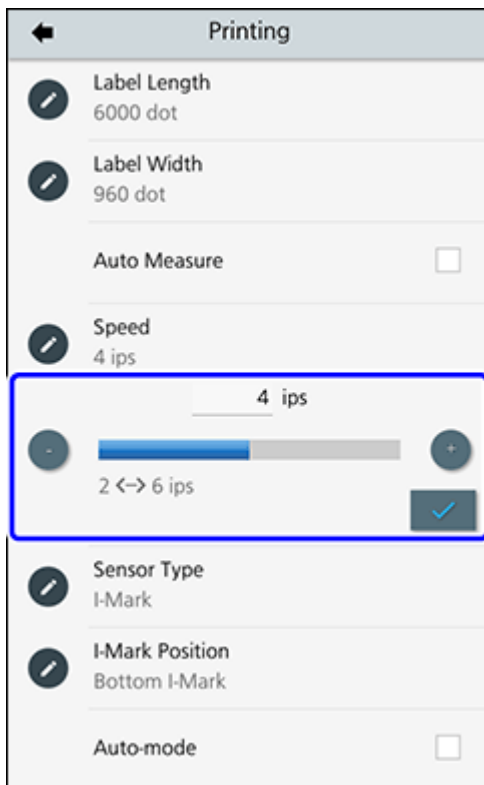 Printing
Label Length
6000 dot
Label Width
960 dot
Auto Measure
Speed
4 ips
4 ips
-
+
2 <-> 6 ips
Sensor Type
I-Mark
I-Mark Position
Bottom I-Mark
Auto-mode